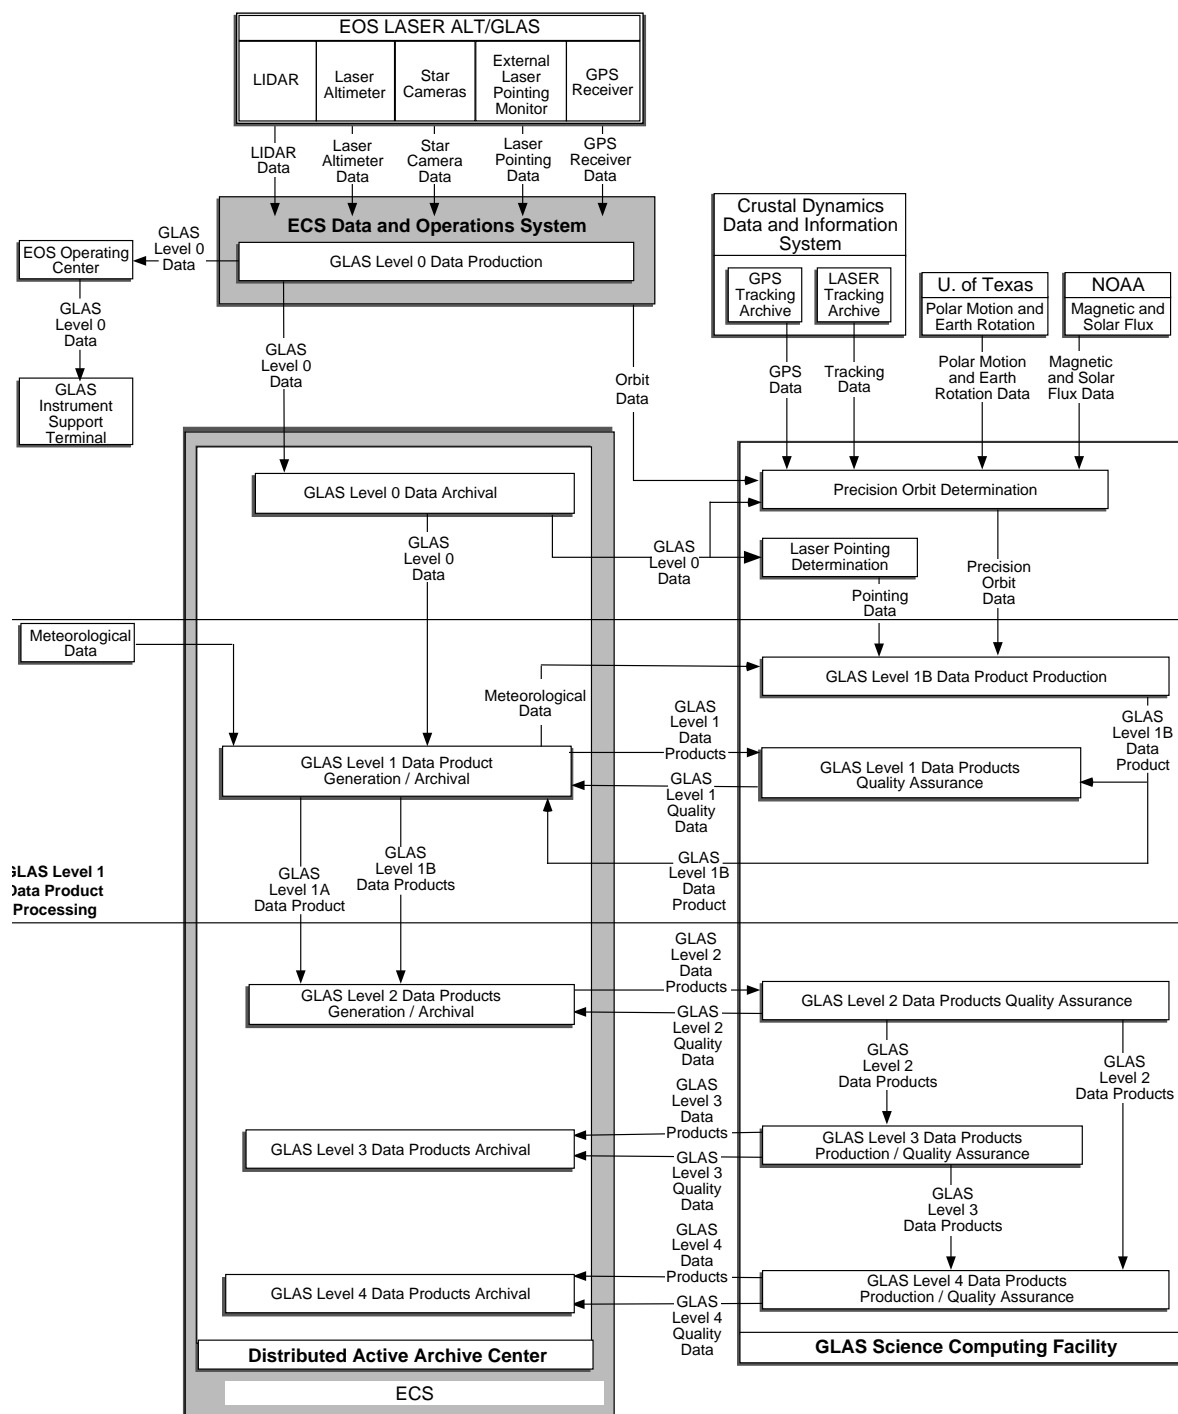 EOS LASER ALT/GLAS
LIDAR
Laser
Altimeter
Star
Cameras
External
Laser
Pointing
Monitor
GPS
Receiver
LIDAR
Data
Laser
Altimeter
Data
Star
Camera
Data
Laser
Pointing
Data
GPS
Receiver
Data
ECS Data and Operations System
GLAS Level 0 Data Production
GLAS
Level 0
Data
EOS Operating
Center
GLAS
Level 0
Data
GLAS
Instrument
Support
Terminal
GLAS
Level 0
Data
Orbit
Data
Crustal Dynamics
Data and Information
System
GPS
Tracking
Archive
LASER
Tracking
Archive
U. of Texas
Polar Motion and
Earth Rotation
NOAA
Magnetic and
Solar Flux
GPS
Data
Tracking
Data
Polar Motion
and Earth
Rotation Data
Magnetic
and Solar
Flux Data
GLAS Level 0 Data Archival
Precision Orbit Determination
GLAS
Level 0
Data
GLAS
Level 0
Data
Laser Pointing
Determination
Pointing
Data
Precision
Orbit
Data
Meteorological
Data
Meteorological
Data
GLAS Level 1B Data Product Production
GLAS
Level 1
Data
Products
GLAS
Level 1B
Data
Product
GLAS Level 1 Data Product
Generation / Archival
GLAS Level 1 Data Products
Quality Assurance
GLAS
Level 1
Quality
Data
GLAS
Level 1B
Data
Product
GLAS
Level 1A
Data Product
GLAS
Level 1B
Data Products
GLAS Level 1
Data Product
Processing
GLAS
Level 2
Data
Products
GLAS Level 2 Data Products
Generation / Archival
GLAS Level 2 Data Products Quality Assurance
GLAS
Level 2
Quality
Data
GLAS
Level 2
Data Products
GLAS
Level 2
Data Products
GLAS
Level 3
Data
Products
GLAS Level 3 Data Products Archival
GLAS Level 3 Data Products
Production / Quality Assurance
GLAS
Level 3
Quality
Data
GLAS
Level 3
Data Products
GLAS
Level 4
Data
Products
GLAS Level 4 Data Products Archival
GLAS Level 4 Data Products
Production / Quality Assurance
GLAS
Level 4
Quality
Data
Distributed Active Archive Center
GLAS Science Computing Facility
ECS